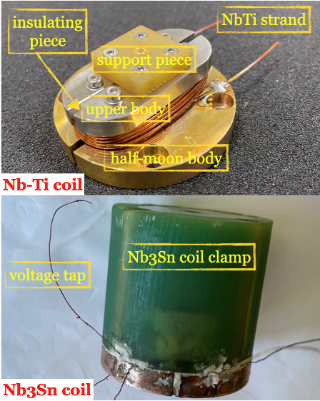 insulating
piece
NbTi strand
support piece
upper body
half-moon body
Nb-Ti coil
Nb3Sn coil clamp
voltage tap
Nb3Sn coil